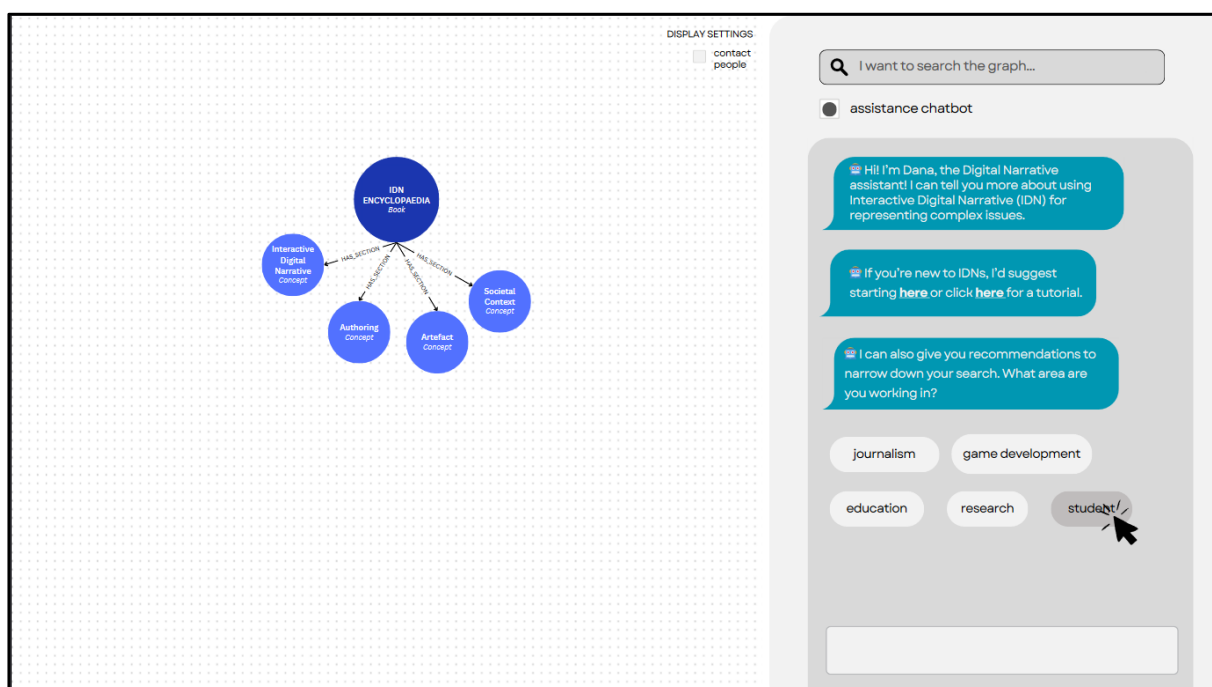 DISPLAY SETTINGS
contact
people
IDN
ENCYCLOPAEDIA
Book
HAS_SECTION
HAS_SECTION
HAS_SECTION
HAS_SECTION
Interactive
Digital
Narrative
Concept
Authoring
Concept
Artefact
Concept
Societal
Context
Concept
I want to search the graph...
assistance chatbot
Hi! I'm Dana, the Digital Narrative
assistant! I can tell you more about using
Interactive Digital Narrative (IDN) for
representing complex issues.
If you're new to IDNs, I'd suggest
starting here or click here for a tutorial.
I can also give you recommendations to
narrow down your search. What area are
you working in?
journalism
game development
education
research
student